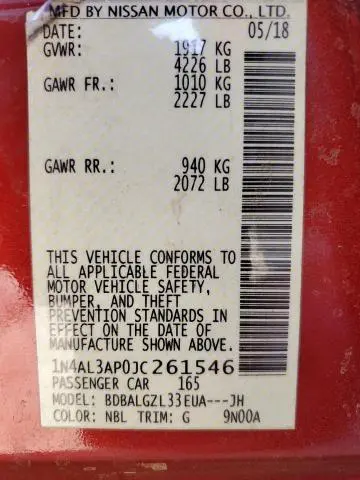 MFD BY NISSAN MOTOR CO., LTD.
DATE: 05/18
GVWR: 1917 KG
4226 LB
GAWR FR.: 1010 KG
2227 LB
GAWR RR.: 940 KG
2072 LB
THIS VEHICLE CONFORMS TO
ALL APPLICABLE FEDERAL
MOTOR VEHICLE SAFETY,
BUMPER, AND THEFT
PREVENTION STANDARDS IN
EFFECT ON THE DATE OF
MANUFACTURE SHOWN ABOVE.
1N4AL3AP0JC261546
PASSENGER CAR 165
MODEL: BDBALGZL33EUA---JH
COLOR: NBL TRIM: G 9N00A